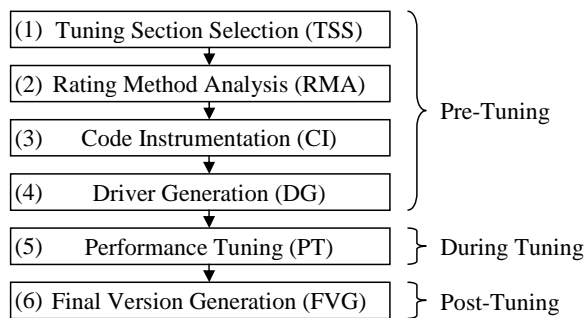 (1) Tuning Section Selection (TSS)
(2) Rating Method Analysis (RMA)
(3) Code Instrumentation (CI)
(4) Driver Generation (DG)
Pre-Tuning
(5) Performance Tuning (PT)
During Tuning
(6) Final Version Generation (FVG)
Post-Tuning